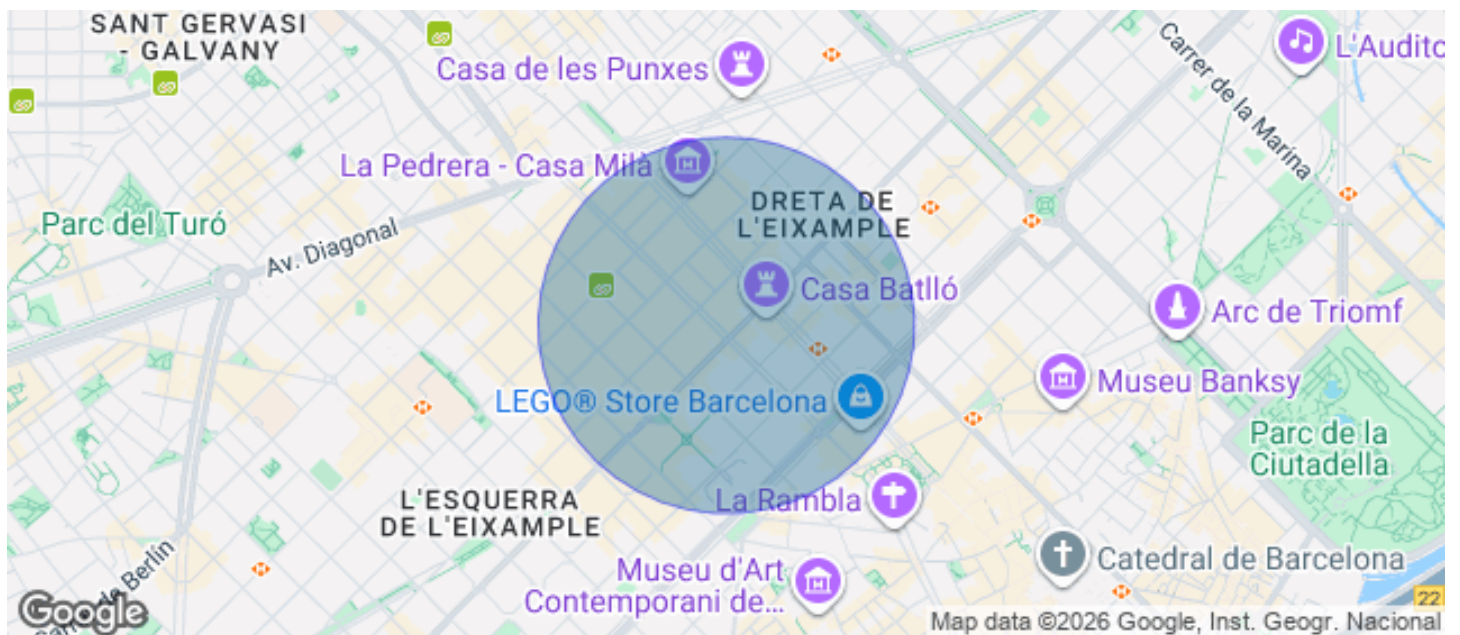 SANT GERVASI
- GALVANY
Casa de les Punxes
L'Audito
Carrer de la Marina
La Pedrera - Casa Milà
DRETA DE
L'EIXAMPLE
Parc del Turó
Av. Diagonal
Casa Batlló
Arc de Triomf
Museu Banksy
LEGO® Store Barcelona
Parc de la
Ciutadella
L'ESQUERRA
DE L'EIXAMPLE
La Rambla
Catedral de Barcelona
Museu d'Art
Contemporani de...
de Berlín
22
Google
Map data ©2026 Google, Inst. Geogr. Nacional